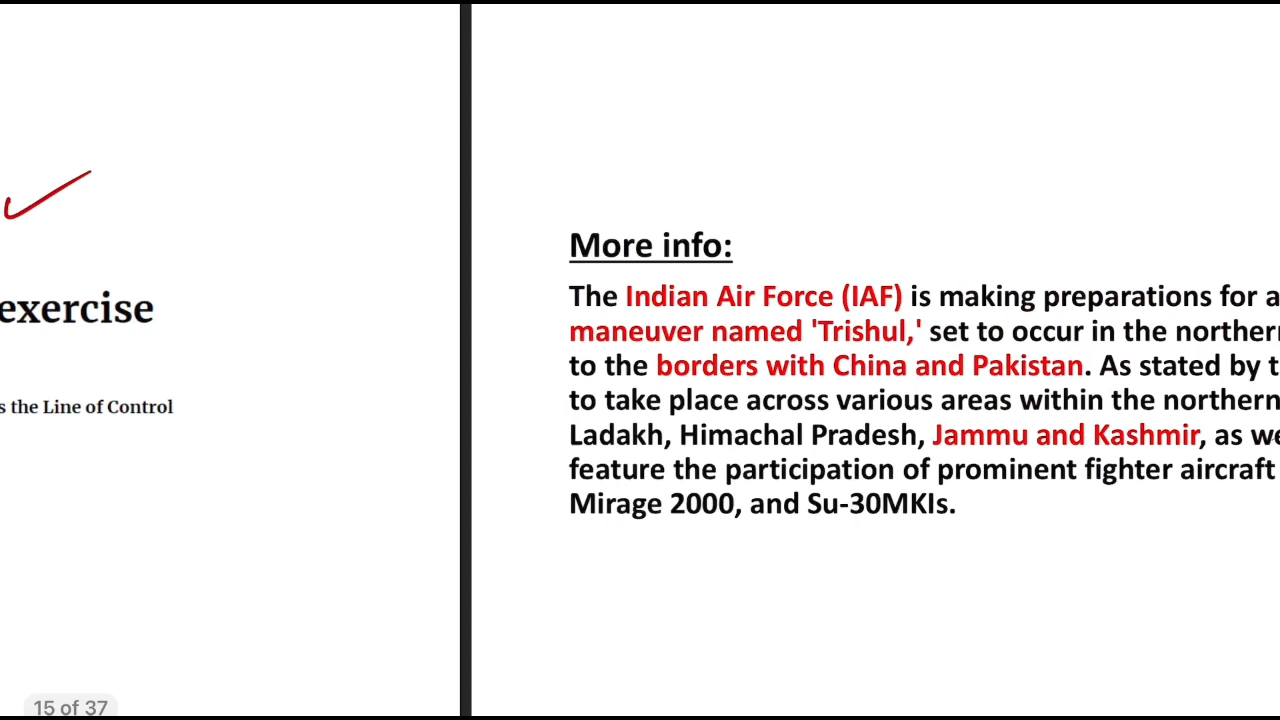 exercise
s the Line of Control
15 of 37
More info:
The Indian Air Force (IAF) is making preparations for a
maneuver named 'Trishul,' set to occur in the northern
to the borders with China and Pakistan. As stated by t
to take place across various areas within the northern
Ladakh, Himachal Pradesh, Jammu and Kashmir, as we
feature the participation of prominent fighter aircraft
Mirage 2000, and Su-30MKIs.